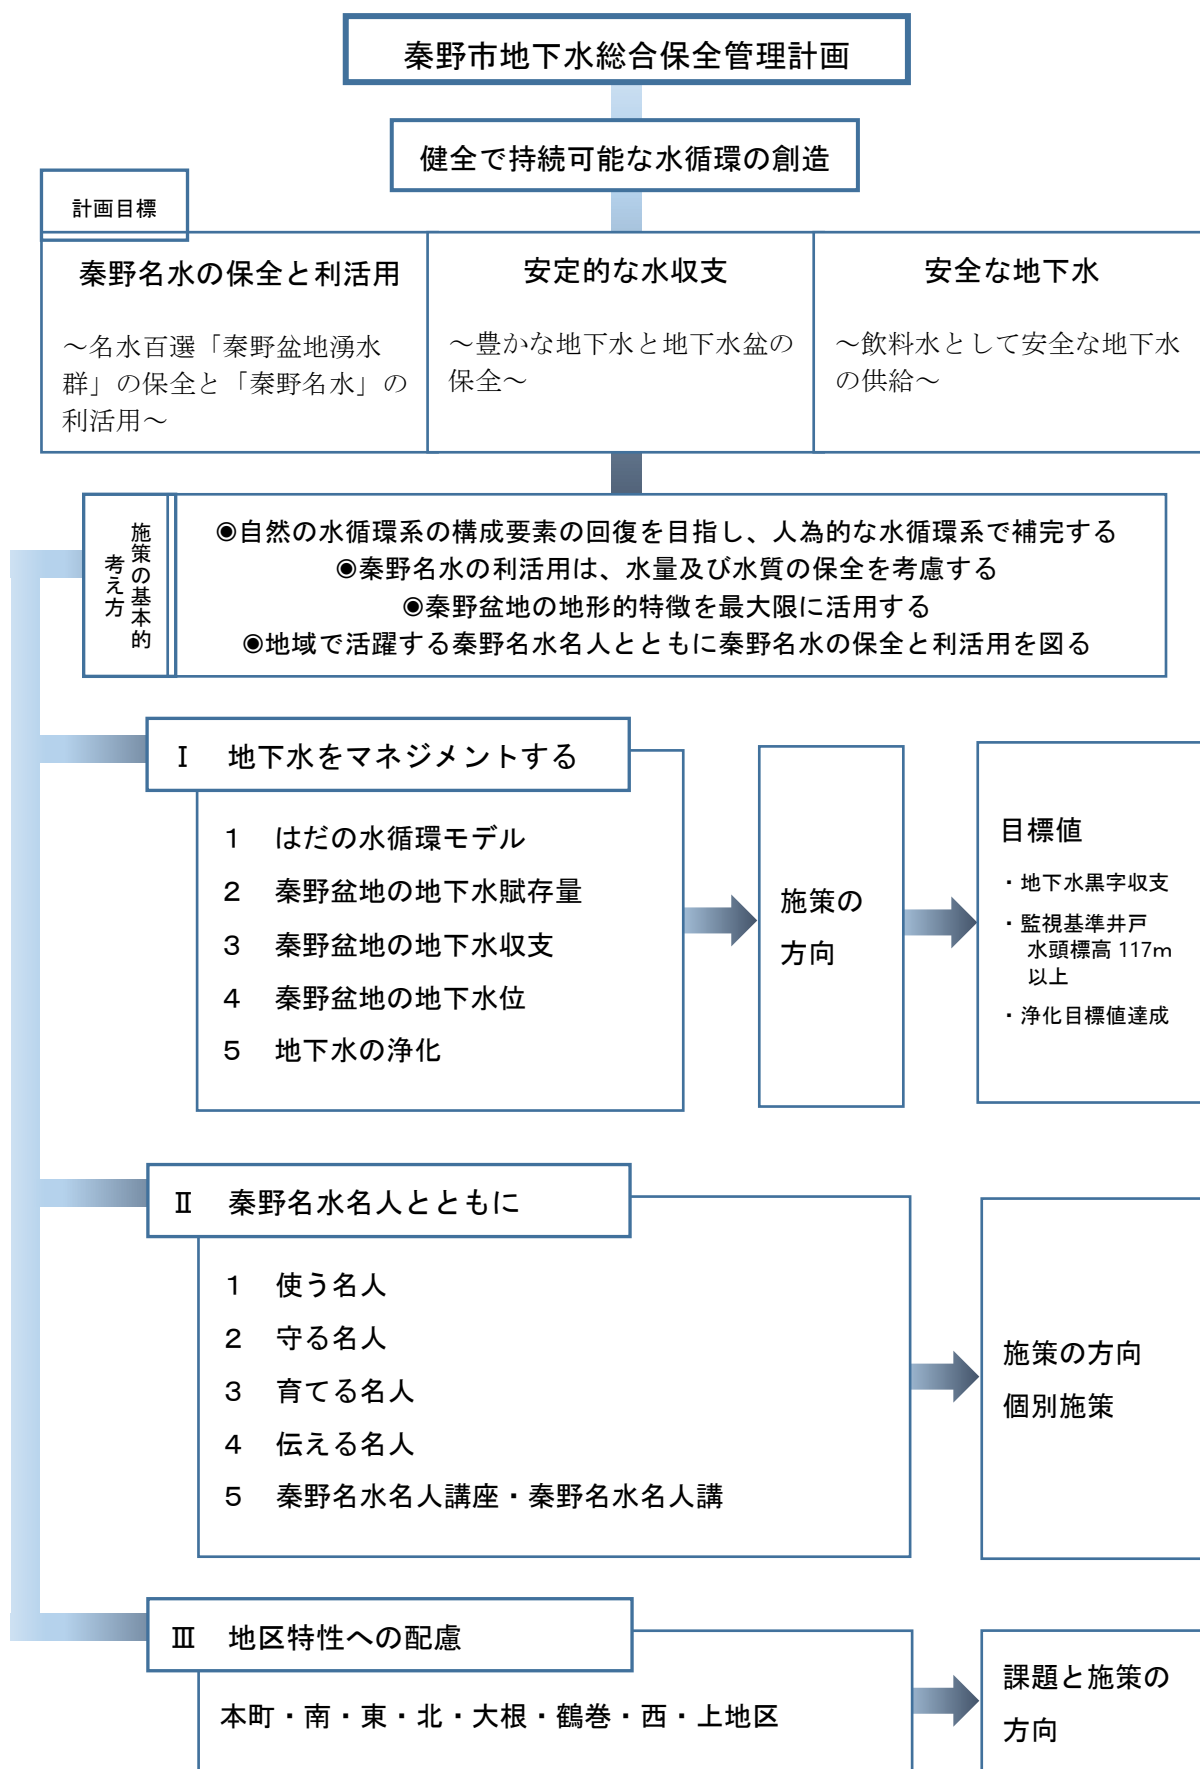 秦野市地下水総合保全管理計画
健全で持続可能な水循環の創造
計画目標
秦野名水の保全と利活用
～名水百選「秦野盆地湧水
群」の保全と「秦野名水」の
利活用～
安定的な水収支
～豊かな地下水と地下水盆の
保全～
安全な地下水
～飲料水として安全な地下水
の供給～
施策の基本的
考え方
◉自然の水循環系の構成要素の回復を目指し、人為的な水循環系で補完する
◉秦野名水の利活用は、水量及び水質の保全を考慮する
◉秦野盆地の地形的特徴を最大限に活用する
◉地域で活躍する秦野名水名人とともに秦野名水の保全と利活用を図る
Ⅰ　地下水をマネジメントする
1　はだの水循環モデル
2　秦野盆地の地下水賦存量
3　秦野盆地の地下水収支
4　秦野盆地の地下水位
5　地下水の浄化
施策の
方向
目標値
・地下水黒字収支
・監視基準井戸
水頭標高 117m
以上
・浄化目標値達成
Ⅱ　秦野名水名人とともに
1　使う名人
2　守る名人
3　育てる名人
4　伝える名人
5　秦野名水名人講座・秦野名水名人講
施策の方向
個別施策
Ⅲ　地区特性への配慮
本町・南・東・北・大根・鶴巻・西・上地区
課題と施策の
方向